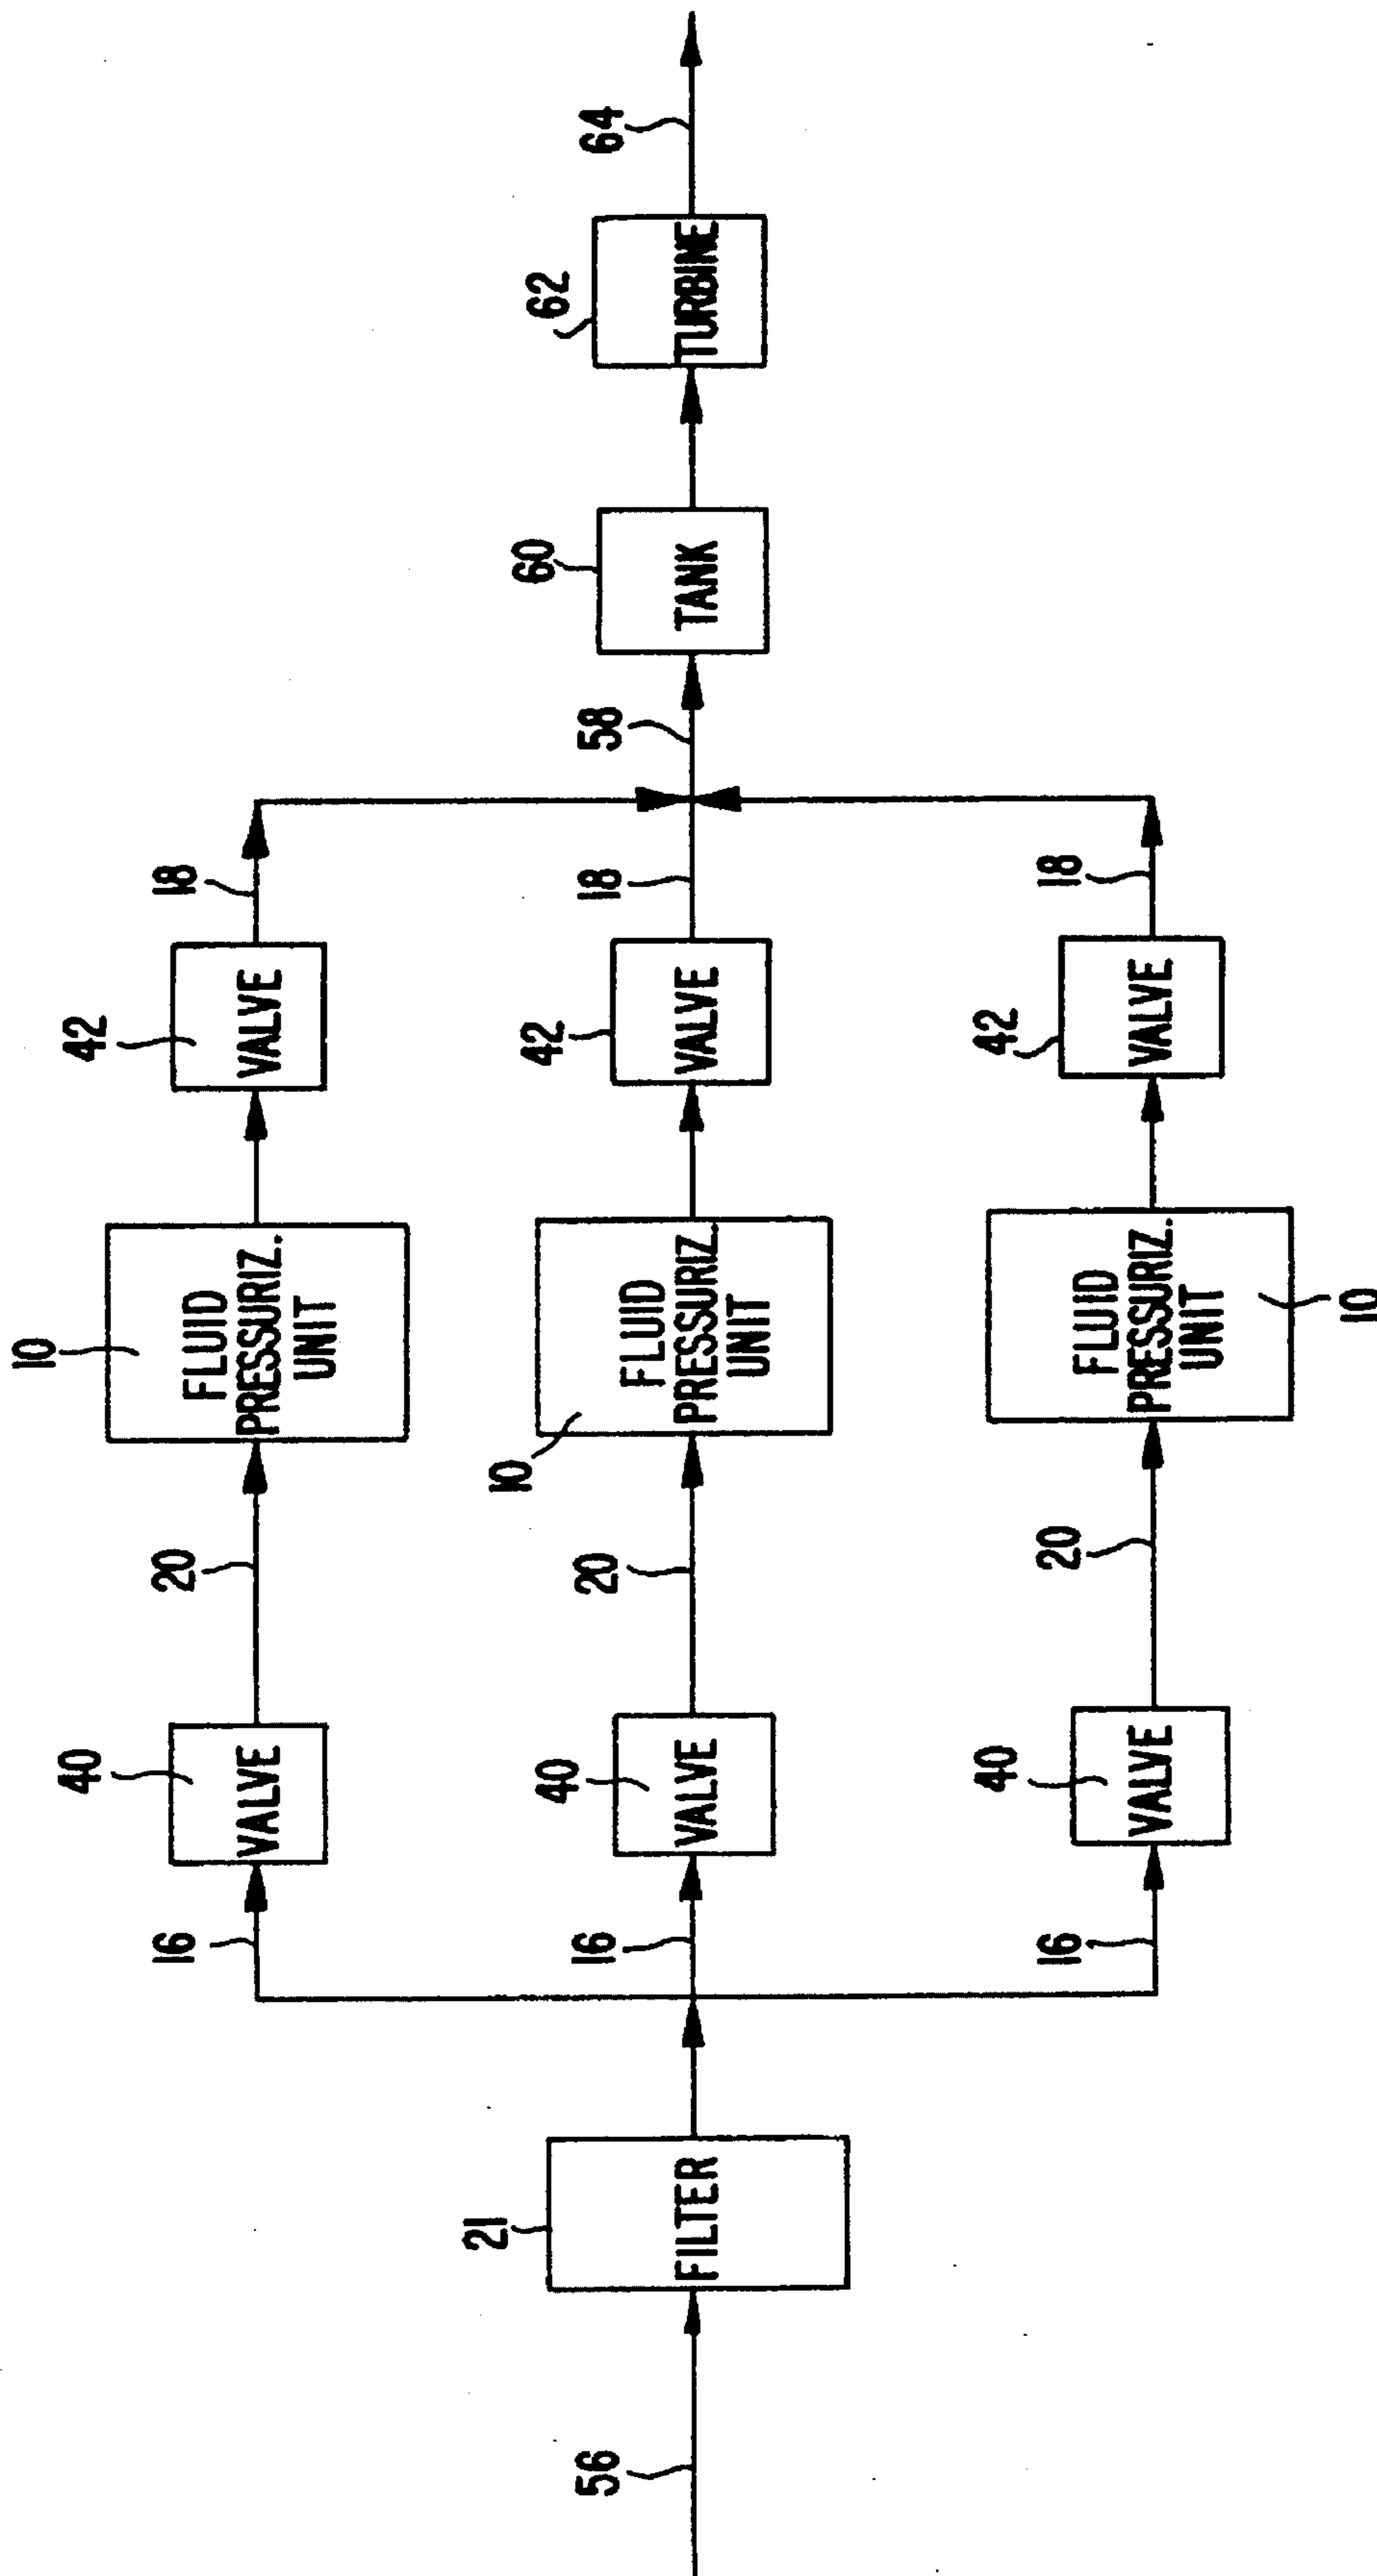 56
21
FILTER
16
40
VALVE
20
10
FLUID
PRESSURIZ.
UNIT
42
VALVE
18
16
40
VALVE
20
10
FLUID
PRESSURIZ.
UNIT
42
VALVE
18
16
40
VALVE
20
10
FLUID
PRESSURIZ.
UNIT
42
VALVE
18
58
60
TANK
62
TURBINE
64